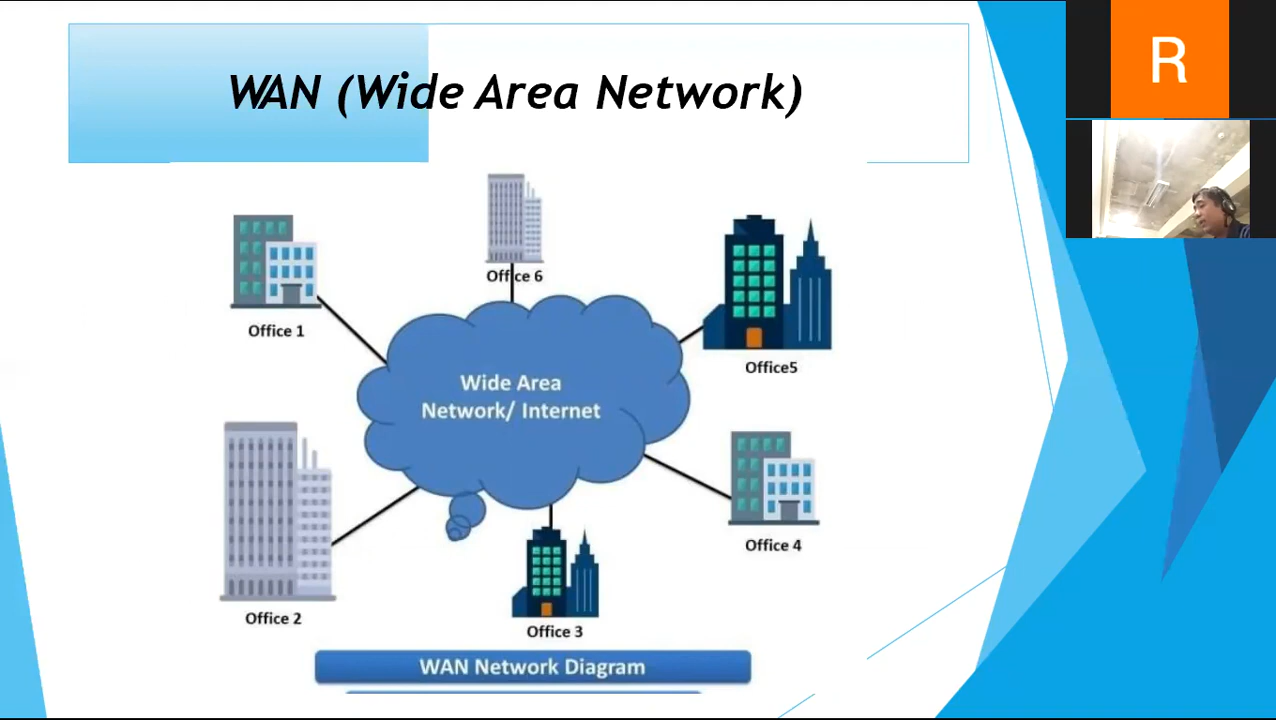 WAN (Wide Area Network)
R
Office 6
Office 1
Office5
Wide Area
Network/ Internet
Office 4
Office 2
Office 3
WAN Network Diagram